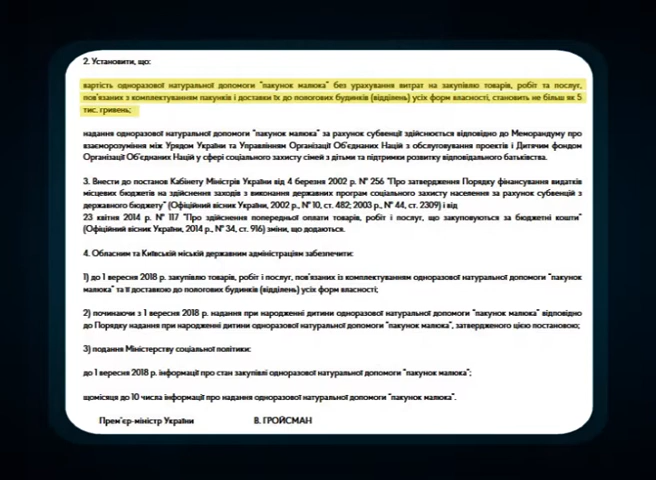 2. Установити, що:
вартість одноразової натуральної допомоги "пакунок малюка" без урахування витрат на закупівлю товарів, робіт та послуг,
пов'язаних з комплектуванням пакунків і доставки їх до пологових будинків (відділень) усіх форм власності, становить не більш як 5
тис. гривень;
надання одноразової натуральної допомоги "пакунок малюка" за рахунок субвенції здійснюється відповідно до Меморандуму про
взаєморозуміння між Урядом України та Управлінням Організації Об'єднаних Націй з обслуговування проектів і Дитячим фондом
Організації Об'єднаних Націй у сфері соціального захисту сімей з дітьми та підтримки розвитку відповідального батьківства.
3. Внести до постанов Кабінету Міністрів України від 4 березня 2002 р. № 256 "Про затвердження Порядку фінансування видатків
місцевих бюджетів на здійснення заходів з виконання державних програм соціального захисту населення за рахунок субвенцій з
державного бюджету" (Офіційний вісник України, 2002 р., № 10, ст. 482; 2003 р., № 44, ст. 2309) і від
23 квітня 2014 р. № 117 "Про здійснення попередньої оплати товарів, робіт і послуг, що закуповуються за бюджетні кошти"
(Офіційний вісник України, 2014 р., № 34, ст. 916) зміни, що додаються.
4. Обласним та Київській міській державним адміністраціям забезпечити:
1) до 1 вересня 2018 р. закупівлю товарів, робіт і послуг, пов'язаних із комплектуванням одноразової натуральної допомоги "пакунок
малюка" та її доставкою до пологових будинків (відділень) усіх форм власності;
2) починаючи з 1 вересня 2018 р. надання при народженні дитини одноразової натуральної допомоги "пакунок малюка" відповідно
до Порядку надання при народженні дитини одноразової натуральної допомоги "пакунок малюка", затвердженого цією постановою;
3) подання Міністерству соціальної політики:
до 1 вересня 2018 р. інформації про стан закупівлі одноразової натуральної допомоги "пакунок малюка";
щомісяця до 10 числа інформації про надання одноразової натуральної допомоги "пакунок малюка".
Прем'єр-міністр України В. ГРОЙСМАН